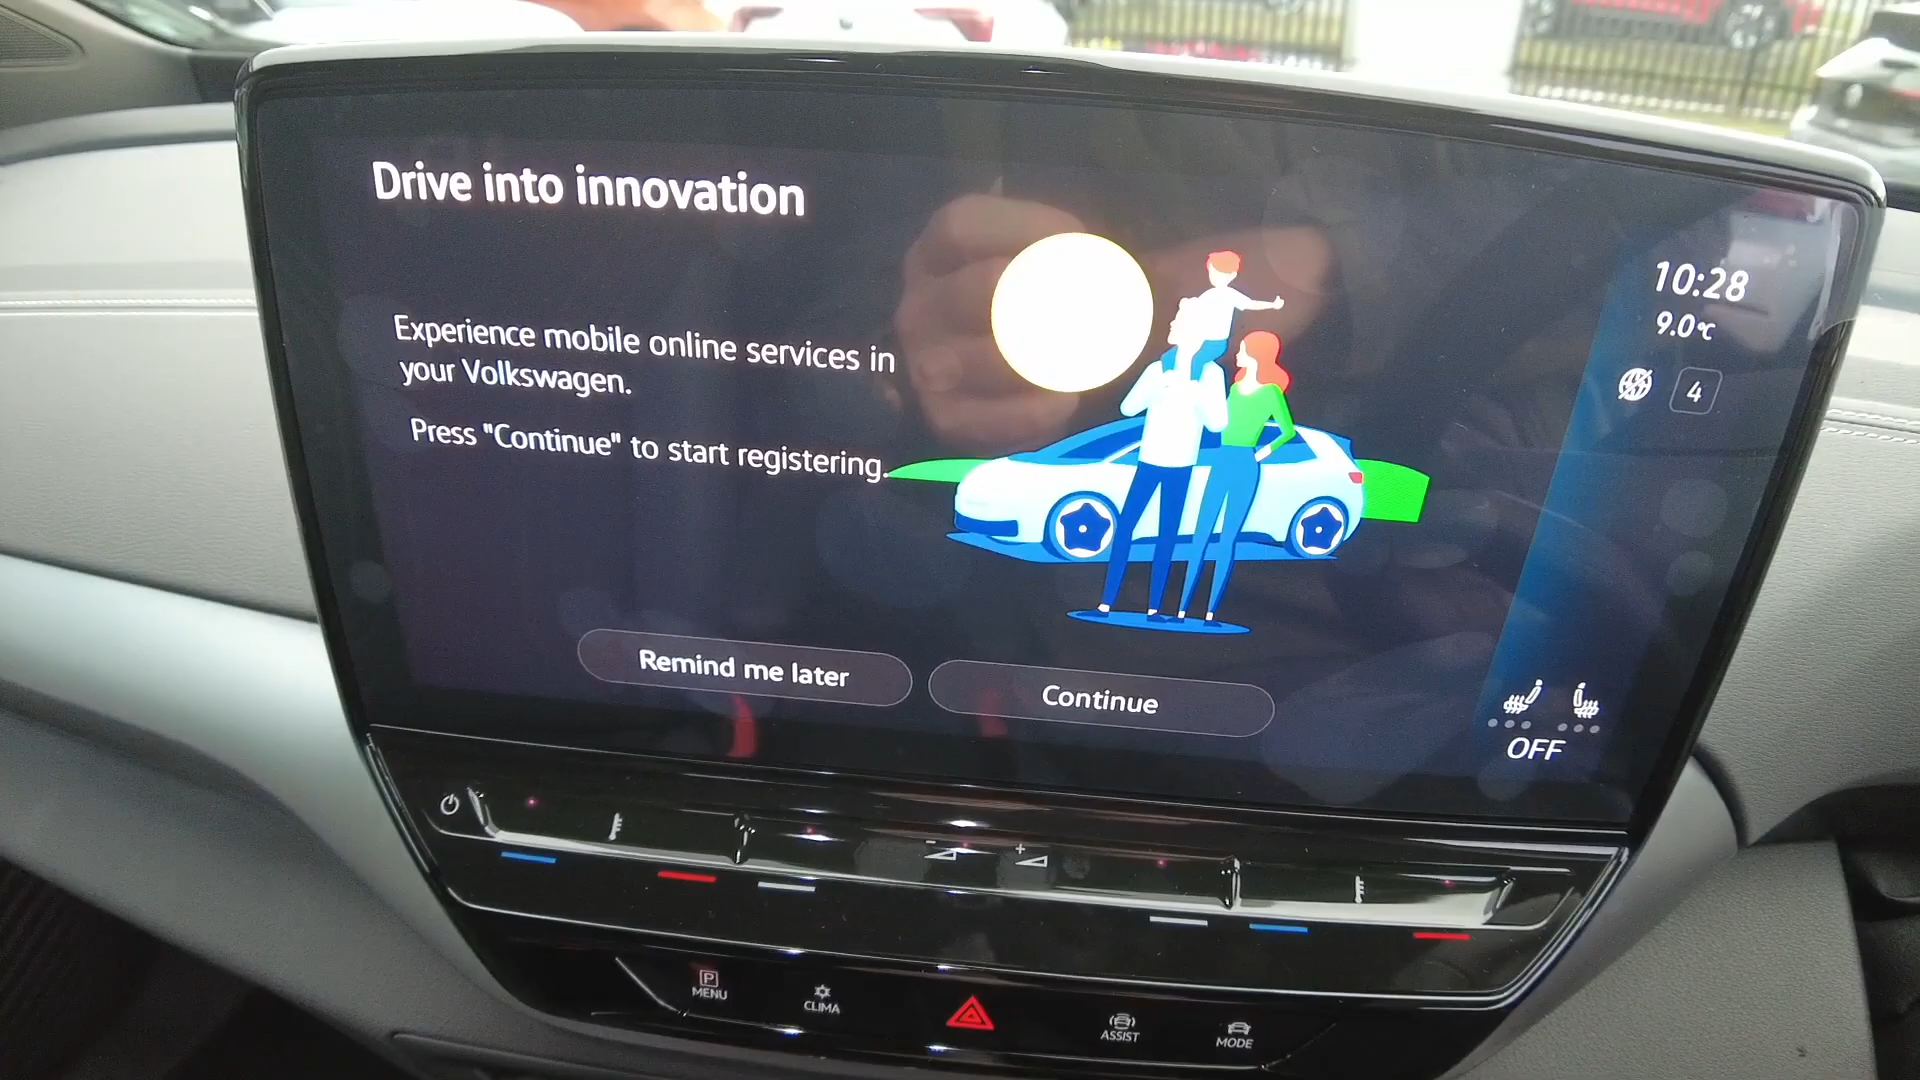 Drive into innovation
Experience mobile online services in
your Volkswagen.
Press "Continue" to start registering.
10:28
9.0°C
4
Remind me later
Continue
OFF
P
MENU
CLIMA
ASSIST
MODE